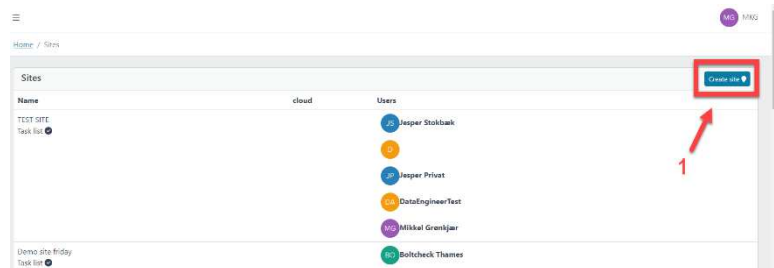 MG MKG
Home / Sites
Sites
Create site
Name cloud Users
TEST SITE
Task list
JS Jesper Stokbæk
D
JP Jesper Privat
DA DataEngineerTest
MG Mikkel Grønkjær
Demo site friday
Task list
BO Boltcheck Thames
1